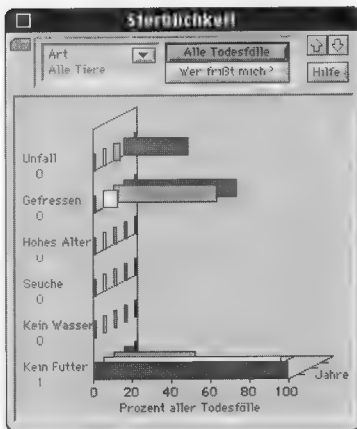 Sterblichkeit
Art
Alle Tiere
Alle Todesfälle
Wer frißt mich?
Hilfe
Unfall
0
Gefressen
0
Hohes Alter
0
Seuche
0
Kein Wasser
0
Kein Futter
1
0 20 40 60 80 100
Jahre
Prozent aller Todesfälle